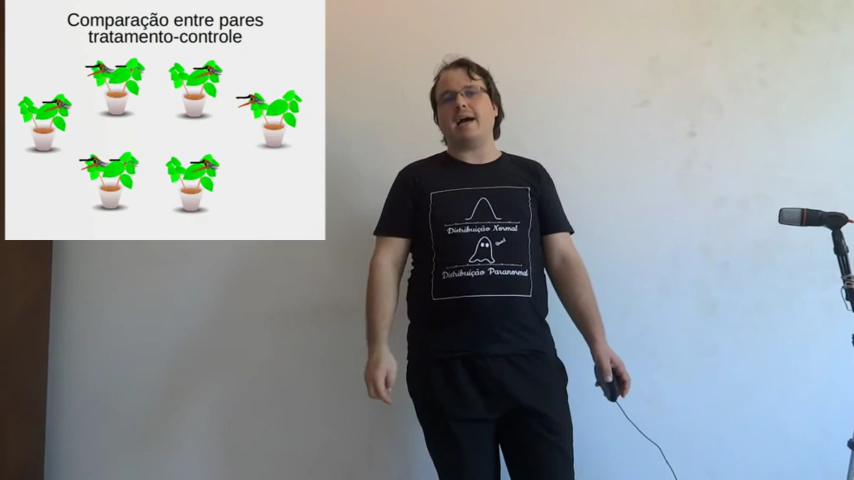 Comparação entre pares
tratamento-controle
Distribuição Normal
Distribuição Paranormal